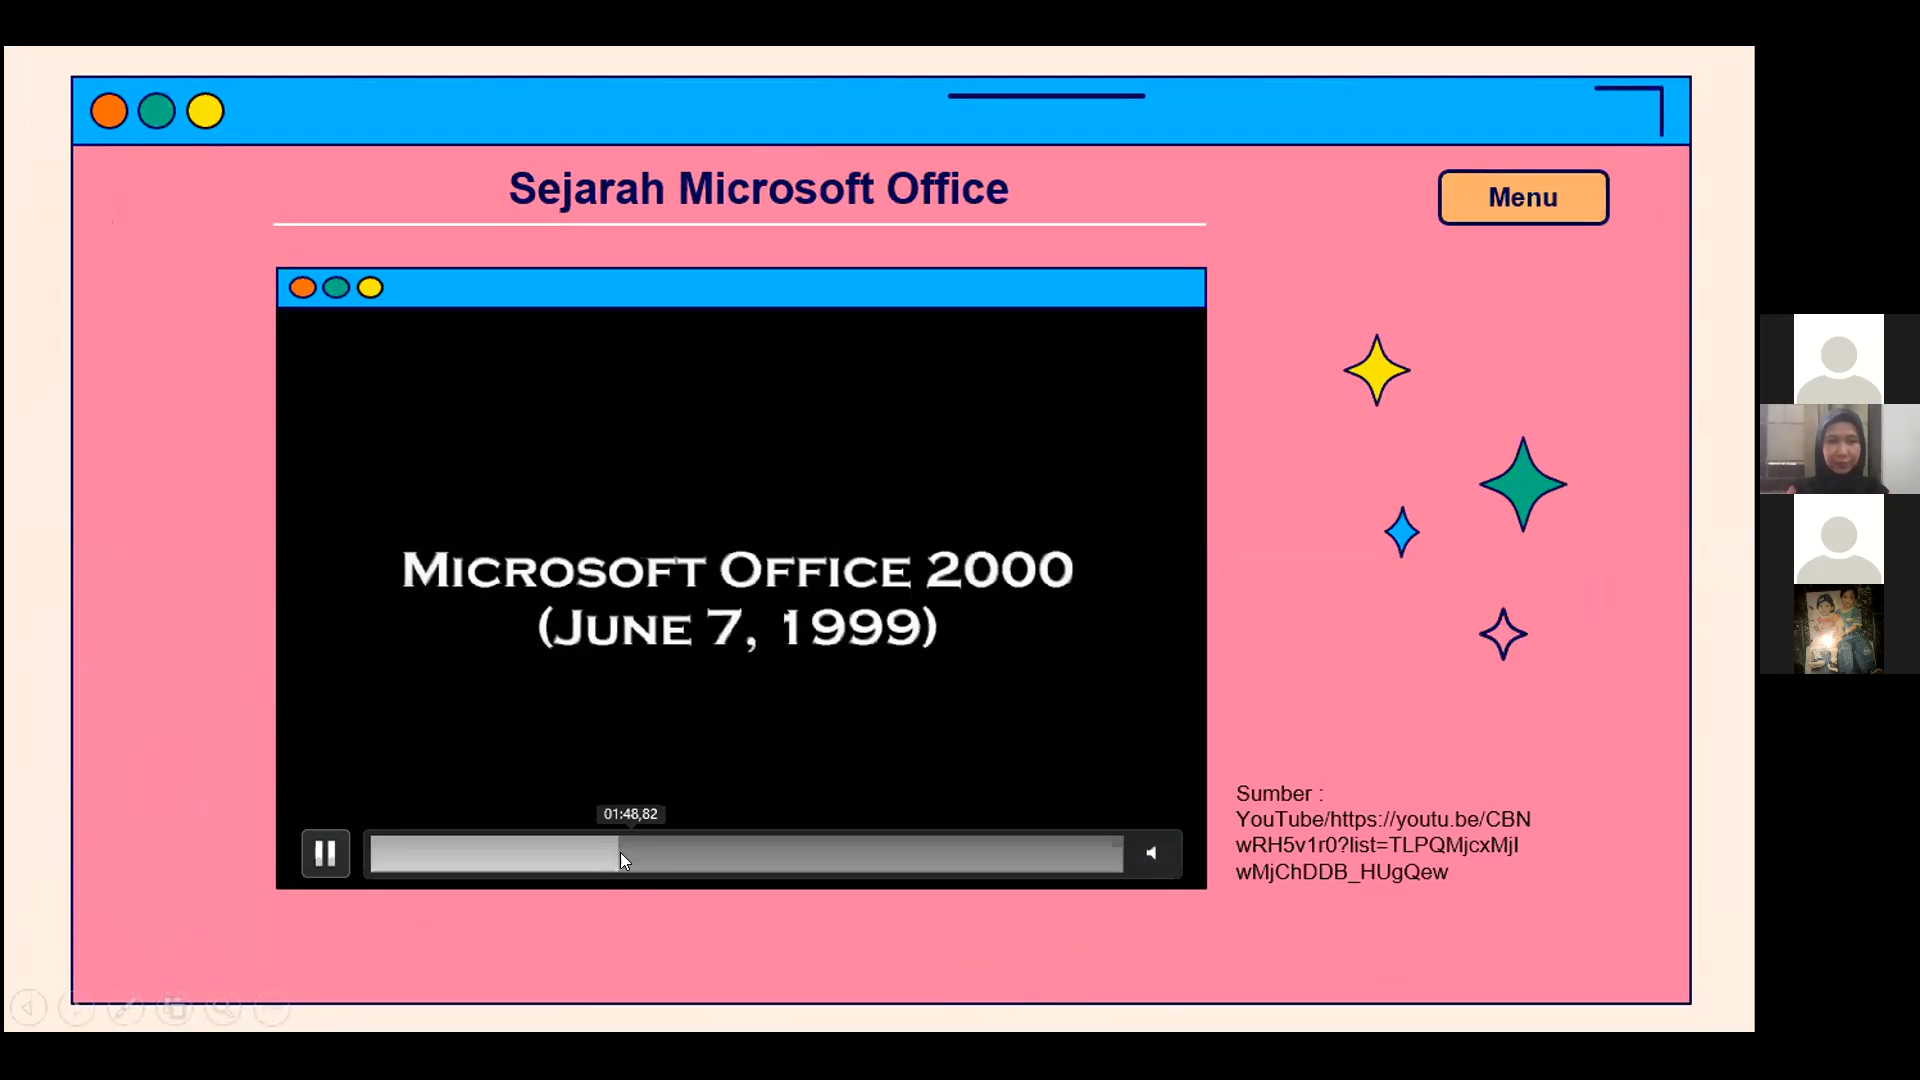 Sejarah Microsoft Office
Menu
MICROSOFT OFFICE 2000
(JUNE 7, 1999)
01:48,82
Sumber :
YouTube/https://youtu.be/CBN
wRH5v1r0?list=TLPQMjcxMjI
wMjChDDB_HUgQew